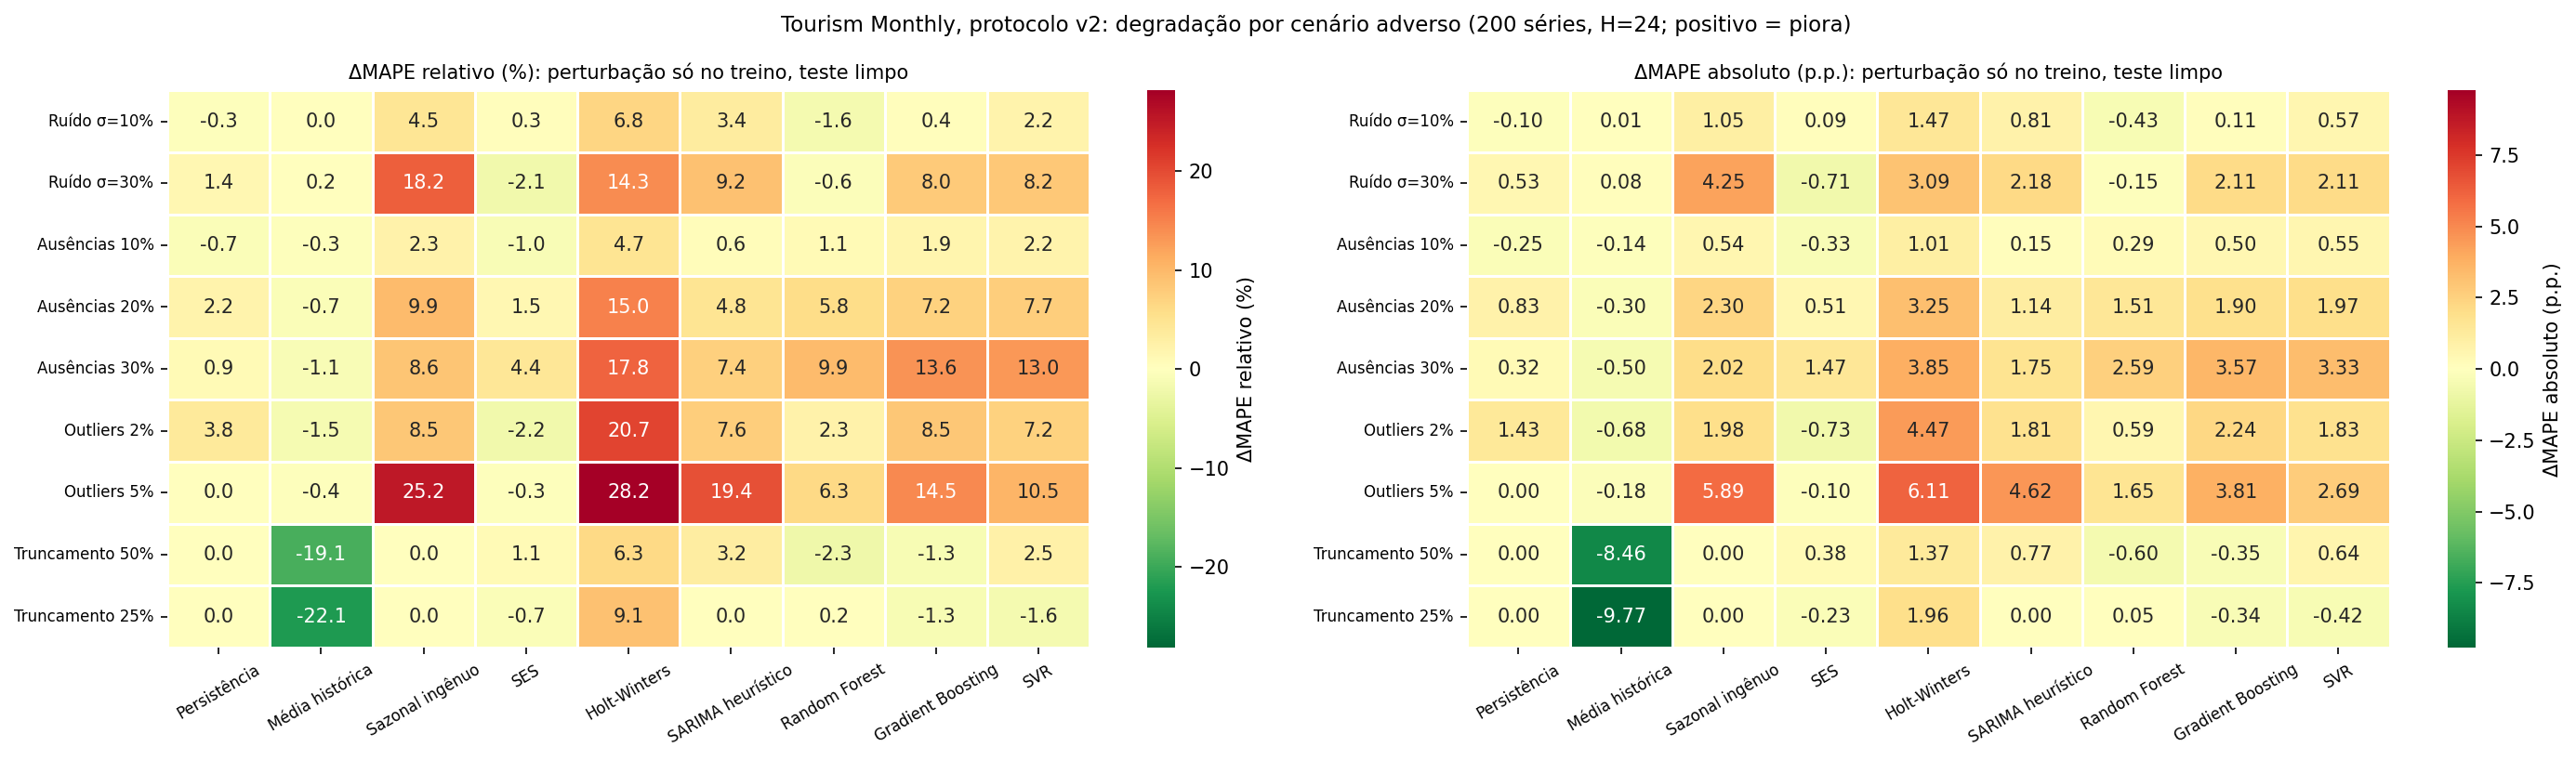 Tourism Monthly, protocolo v2: degradação por cenário adverso (200 séries, H=24; positivo = piora)
ΔMAPE relativo (%): perturbação só no treino, teste limpo
Ruído σ=10% -0.3 0.0 4.5 0.3 6.8 3.4 -1.6 0.4 2.2
Ruído σ=30% 1.4 0.2 18.2 -2.1 14.3 9.2 -0.6 8.0 8.2
Ausências 10% -0.7 -0.3 2.3 -1.0 4.7 0.6 1.1 1.9 2.2
Ausências 20% 2.2 -0.7 9.9 1.5 15.0 4.8 5.8 7.2 7.7
Ausências 30% 0.9 -1.1 8.6 4.4 17.8 7.4 9.9 13.6 13.0
Outliers 2% 3.8 -1.5 8.5 -2.2 20.7 7.6 2.3 8.5 7.2
Outliers 5% 0.0 -0.4 25.2 -0.3 28.2 19.4 6.3 14.5 10.5
Truncamento 50% 0.0 -19.1 0.0 1.1 6.3 3.2 -2.3 -1.3 2.5
Truncamento 25% 0.0 -22.1 0.0 -0.7 9.1 0.0 0.2 -1.3 -1.6
Persistência
Média histórica
Sazonal ingênuo
SES
Holt-Winters
SARIMA heurístico
Random Forest
Gradient Boosting
SVR
20
10
0
−10
−20
ΔMAPE relativo (%)
ΔMAPE absoluto (p.p.): perturbação só no treino, teste limpo
Ruído σ=10% -0.10 0.01 1.05 0.09 1.47 0.81 -0.43 0.11 0.57
Ruído σ=30% 0.53 0.08 4.25 -0.71 3.09 2.18 -0.15 2.11 2.11
Ausências 10% -0.25 -0.14 0.54 -0.33 1.01 0.15 0.29 0.50 0.55
Ausências 20% 0.83 -0.30 2.30 0.51 3.25 1.14 1.51 1.90 1.97
Ausências 30% 0.32 -0.50 2.02 1.47 3.85 1.75 2.59 3.57 3.33
Outliers 2% 1.43 -0.68 1.98 -0.73 4.47 1.81 0.59 2.24 1.83
Outliers 5% 0.00 -0.18 5.89 -0.10 6.11 4.62 1.65 3.81 2.69
Truncamento 50% 0.00 -8.46 0.00 0.38 1.37 0.77 -0.60 -0.35 0.64
Truncamento 25% 0.00 -9.77 0.00 -0.23 1.96 0.00 0.05 -0.34 -0.42
Persistência
Média histórica
Sazonal ingênuo
SES
Holt-Winters
SARIMA heurístico
Random Forest
Gradient Boosting
SVR
7.5
5.0
2.5
0.0
−2.5
−5.0
−7.5
ΔMAPE absoluto (p.p.)